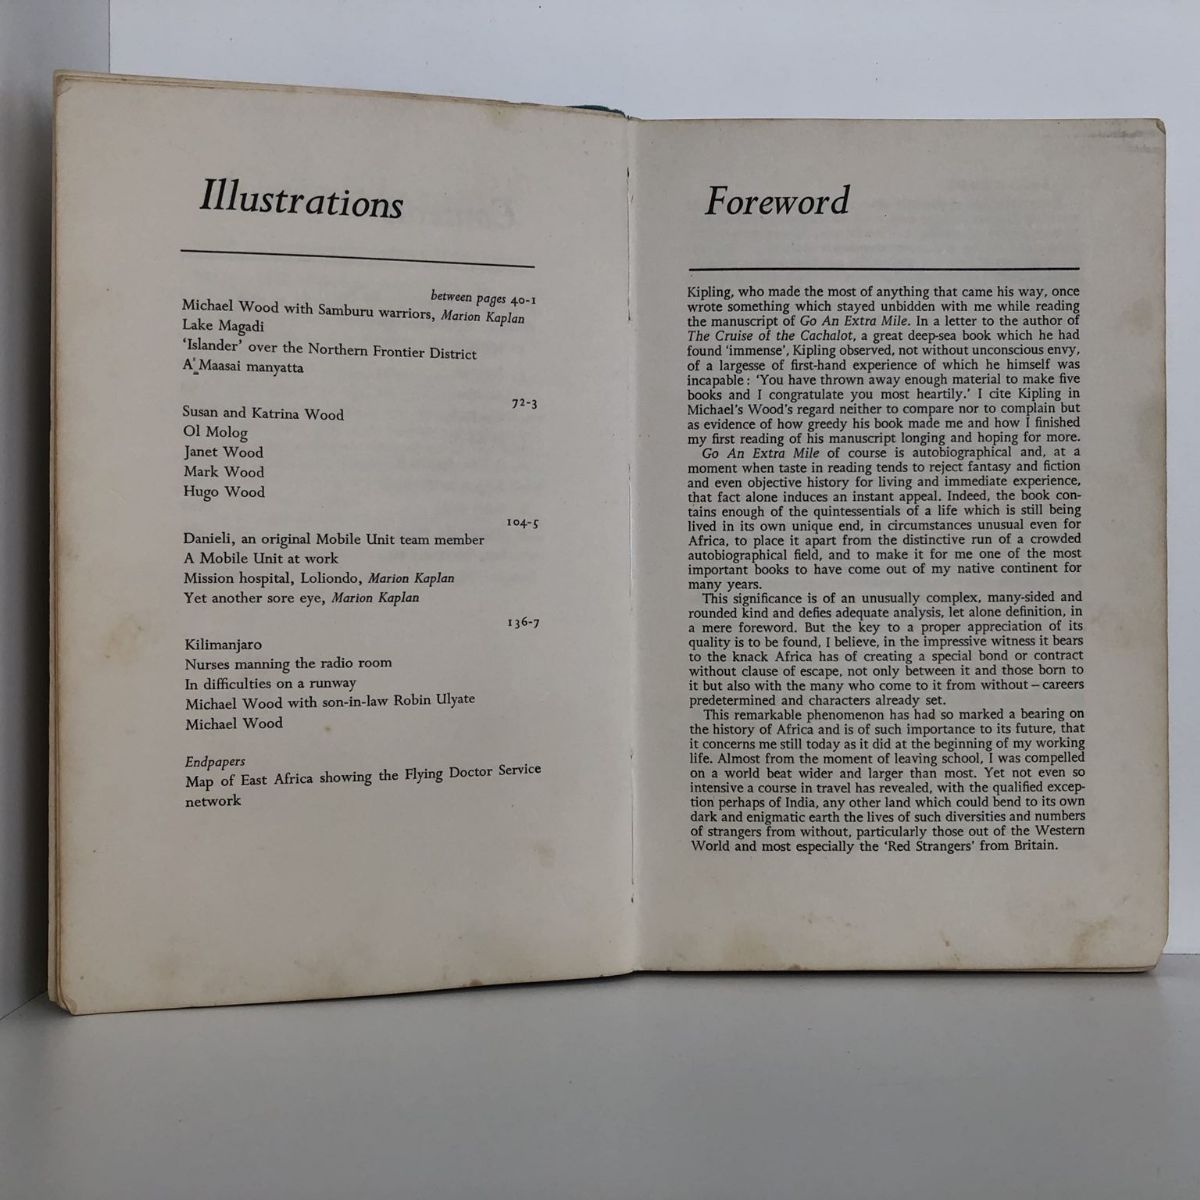 Illustrations
between pages 40-1
Michael Wood with Samburu warriors, Marion Kaplan
Lake Magadi
‘Islander’ over the Northern Frontier District
A' Maasai manyatta
72-3
Susan and Katrina Wood
Ol Molog
Janet Wood
Mark Wood
Hugo Wood
104-5
Danieli, an original Mobile Unit team member
A Mobile Unit at work
Mission hospital, Loliondo, Marion Kaplan
Yet another sore eye, Marion Kaplan
136-7
Kilimanjaro
Nurses manning the radio room
In difficulties on a runway
Michael Wood with son-in-law Robin Ulyate
Michael Wood
Endpapers
Map of East Africa showing the Flying Doctor Service
network
Foreword
Kipling, who made the most of anything that came his way, once
wrote something which stayed unbidden with me while reading
the manuscript of Go An Extra Mile. In a letter to the author of
The Cruise of the Cachalot, a great deep-sea book which he had
found ‘immense’, Kipling observed, not without unconscious envy,
of a largesse of first-hand experience of which he himself was
incapable: ‘You have thrown away enough material to make five
books and I congratulate you most heartily.’ I cite Kipling in
Michael's Wood's regard neither to compare nor to complain but
as evidence of how greedy his book made me and how I finished
my first reading of his manuscript longing and hoping for more.
Go An Extra Mile of course is autobiographical and, at a
moment when taste in reading tends to reject fantasy and fiction
and even objective history for living and immediate experience,
that fact alone induces an instant appeal. Indeed, the book con-
tains enough of the quintessentials of a life which is still being
lived in its own unique end, in circumstances unusual even for
Africa, to place it apart from the distinctive run of a crowded
autobiographical field, and to make it for me one of the most
important books to have come out of my native continent for
many years.
This significance is of an unusually complex, many-sided and
rounded kind and defies adequate analysis, let alone definition, in
a mere foreword. But the key to a proper appreciation of its
quality is to be found, I believe, in the impressive witness it bears
to the knack Africa has of creating a special bond or contract
without clause of escape, not only between it and those born to
it but also with the many who come to it from without – careers
predetermined and characters already set.
This remarkable phenomenon has had so marked a bearing on
the history of Africa and is of such importance to its future, that
it concerns me still today as it did at the beginning of my working
life. Almost from the moment of leaving school, I was compelled
on a world beat wider and larger than most. Yet not even so
intensive a course in travel has revealed, with the qualified excep-
tion perhaps of India, any other land which could bend to its own
dark and enigmatic earth the lives of such diversities and numbers
of strangers from without, particularly those out of the Western
World and most especially the ‘Red Strangers’ from Britain.